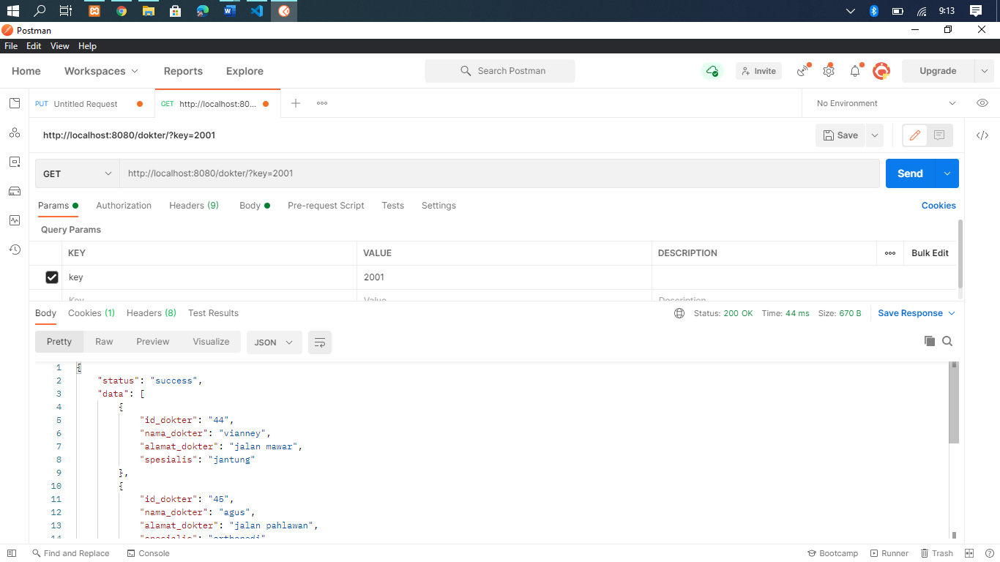 9:13
Postman
File Edit View Help
Home Workspaces Reports Explore Search Postman Invite Upgrade
PUT Untitled Request GET http://localhost:80... No Environment
http://localhost:8080/dokter/?key=2001 Save
GET http://localhost:8080/dokter/?key=2001 Send
Params Authorization Headers (9) Body Pre-request Script Tests Settings Cookies
Query Params
KEY VALUE DESCRIPTION Bulk Edit
key 2001
Key Value Description
Body Cookies (1) Headers (8) Test Results Status: 200 OK Time: 44 ms Size: 670 B Save Response
Pretty Raw Preview Visualize JSON
1 {
2 "status": "success",
3 "data": [
4 {
5 "id_dokter": "44",
6 "nama_dokter": "vianney",
7 "alamat_dokter": "jalan mawar",
8 "spesialis": "jantung"
9 },
10 {
11 "id_dokter": "45",
12 "nama_dokter": "agus",
13 "alamat_dokter": "jalan pahlawan",
14 "spesialis": "orthopedi"
Find and Replace Console Bootcamp Runner Trash